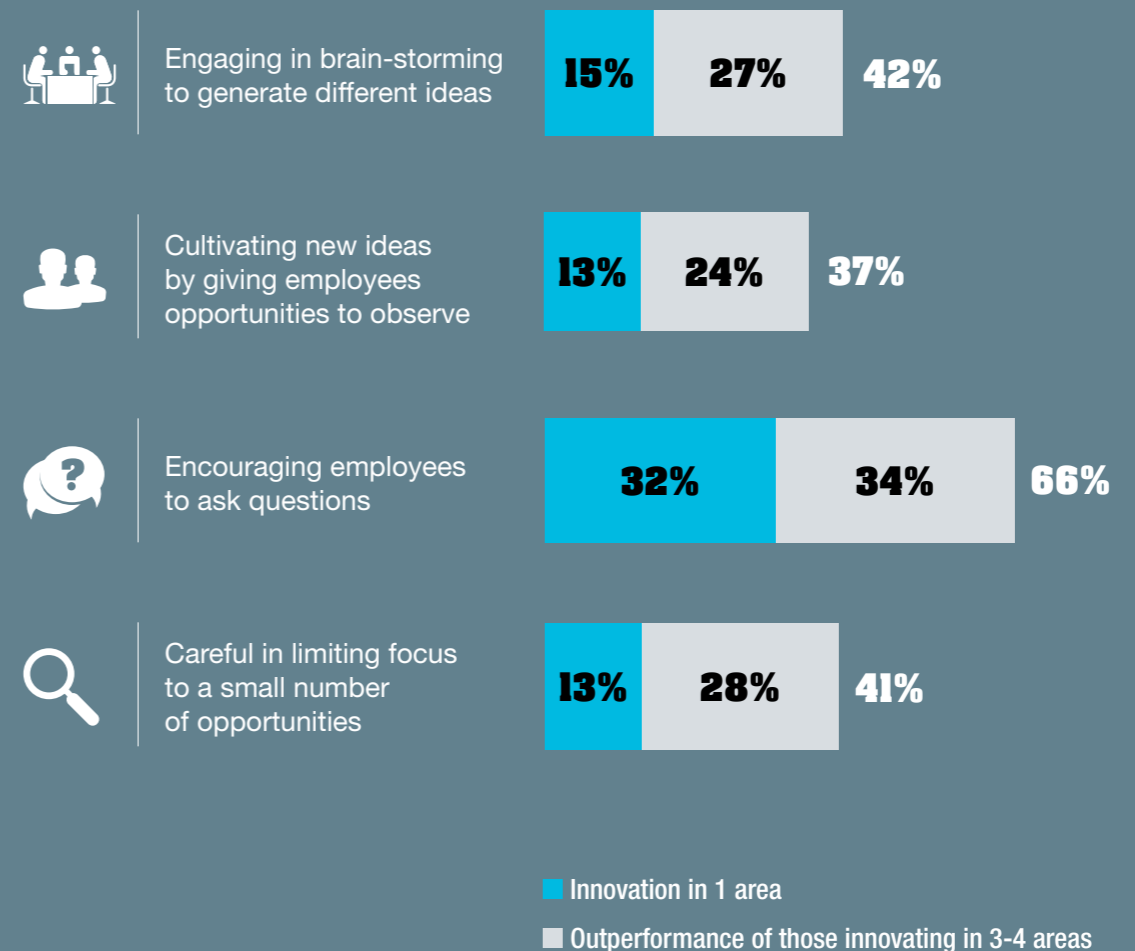 Engaging in brain-storming
to generate different ideas
15% 27% 42%
Cultivating new ideas
by giving employees
opportunities to observe
13% 24% 37%
?
Encouraging employees
to ask questions
32% 34% 66%
Careful in limiting focus
to a small number
of opportunities
13% 28% 41%
Innovation in 1 area
Outperformance of those innovating in 3-4 areas